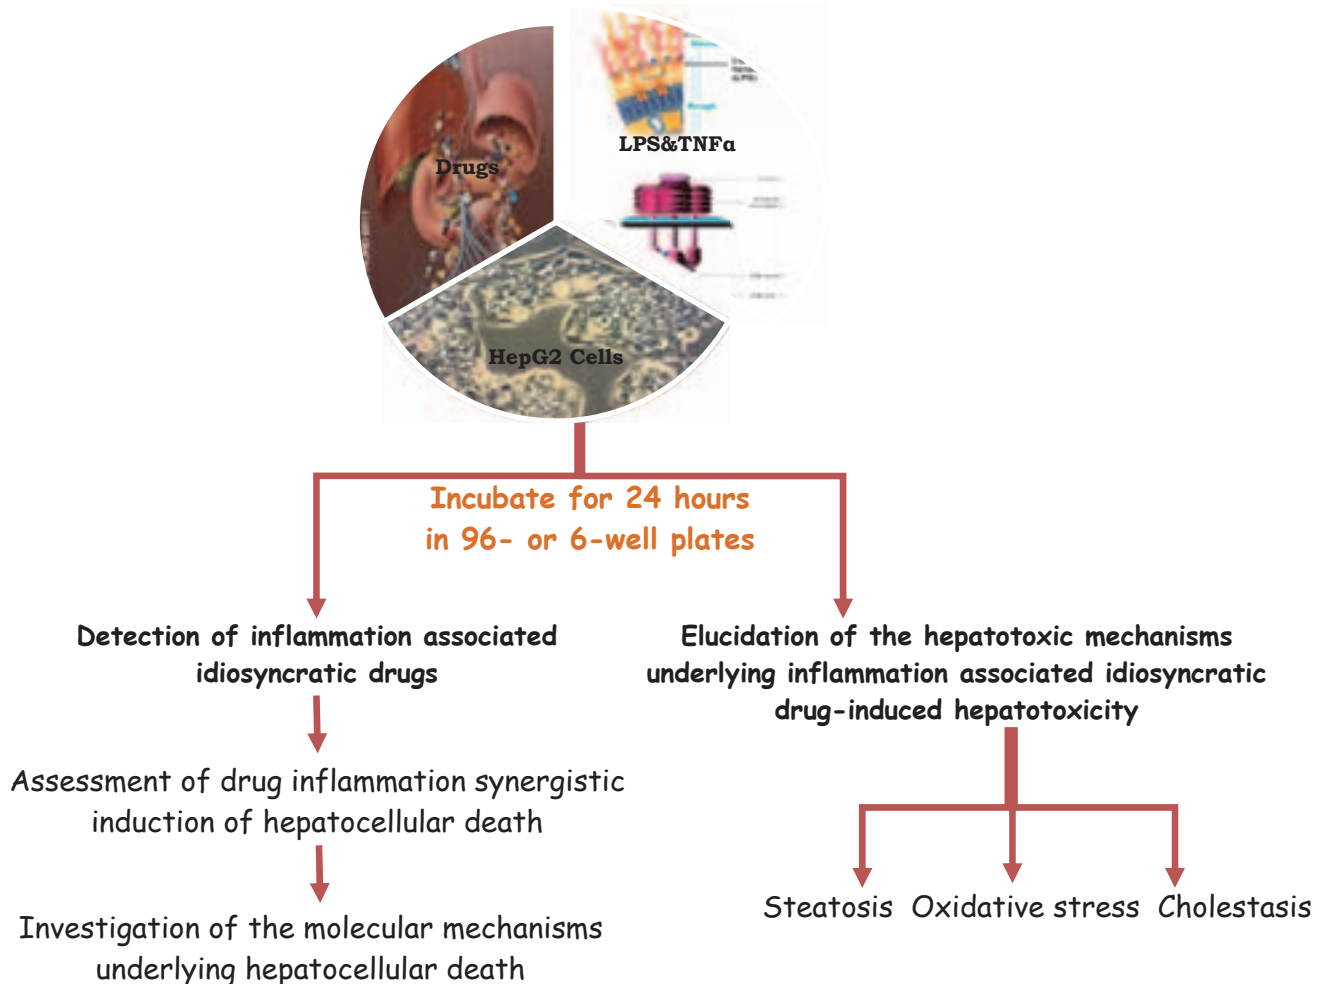 LPS&TNFα
Drugs
HepG2 Cells
Incubate for 24 hours
in 96- or 6-well plates
Detection of inflammation associated
idiosyncratic drugs
Elucidation of the hepatotoxic mechanisms
underlying inflammation associated idiosyncratic
drug-induced hepatotoxicity
Assessment of drug inflammation synergistic
induction of hepatocellular death
Investigation of the molecular mechanisms
underlying hepatocellular death
Steatosis Oxidative stress Cholestasis